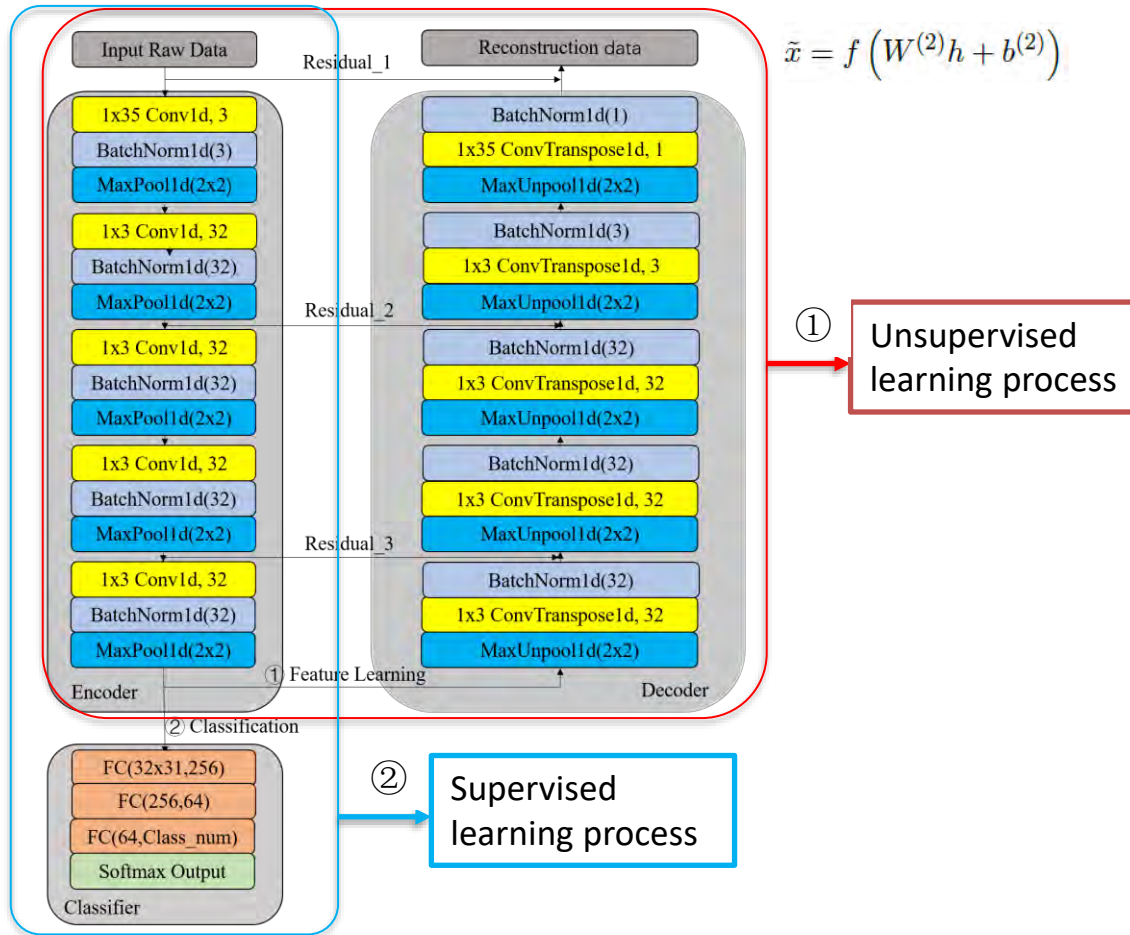 Input Raw Data
Residual_1
Reconstruction data
x̃ = f (W^(2)h + b^(2))
1x35 Conv1d, 3
BatchNorm1d(3)
MaxPool1d(2x2)
1x3 Conv1d, 32
BatchNorm1d(32)
MaxPool1d(2x2)
Residual_2
1x3 Conv1d, 32
BatchNorm1d(32)
MaxPool1d(2x2)
1x3 Conv1d, 32
BatchNorm1d(32)
MaxPool1d(2x2)
Residual_3
1x3 Conv1d, 32
BatchNorm1d(32)
MaxPool1d(2x2)
Encoder
① Feature Learning
BatchNorm1d(1)
1x35 ConvTranspose1d, 1
MaxUnpool1d(2x2)
BatchNorm1d(3)
1x3 ConvTranspose1d, 3
MaxUnpool1d(2x2)
BatchNorm1d(32)
1x3 ConvTranspose1d, 32
MaxUnpool1d(2x2)
BatchNorm1d(32)
1x3 ConvTranspose1d, 32
MaxUnpool1d(2x2)
BatchNorm1d(32)
1x3 ConvTranspose1d, 32
MaxUnpool1d(2x2)
Decoder
①
Unsupervised
learning process
② Classification
FC(32x31,256)
FC(256,64)
FC(64,Class_num)
Softmax Output
Classifier
②
Supervised
learning process